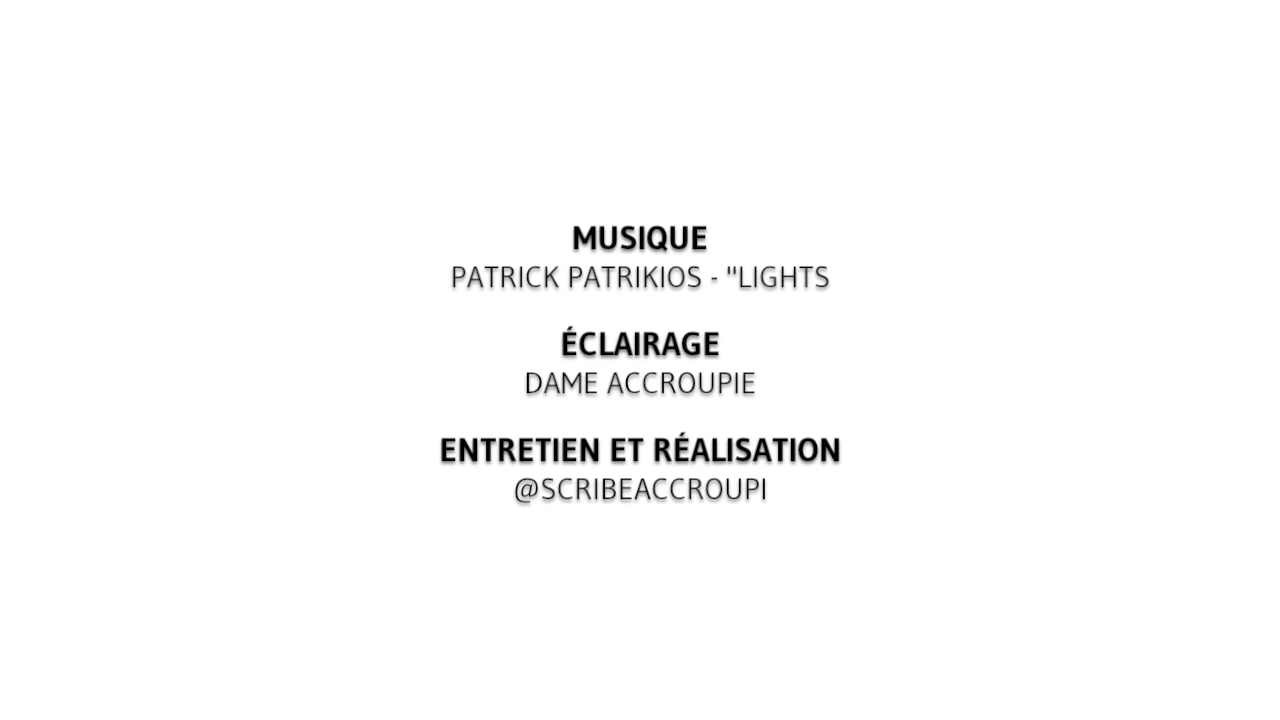 MUSIQUE
PATRICK PATRIKIOS - "LIGHTS
ÉCLAIRAGE
DAME ACCROUPIE
ENTRETIEN ET RÉALISATION
@SCRIBEACCROUPI